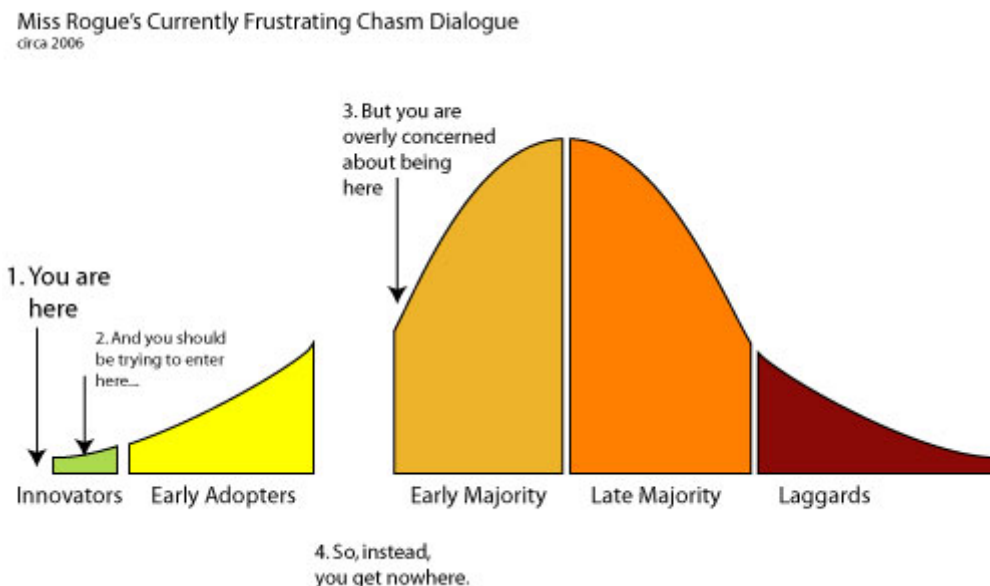 Miss Rogue's Currently Frustrating Chasm Dialogue
circa 2006
3. But you are
overly concerned
about being
here
1. You are
here
2. And you should
be trying to enter
here...
Innovators
Early Adopters
Early Majority
Late Majority
Laggards
4. So, instead,
you get nowhere.